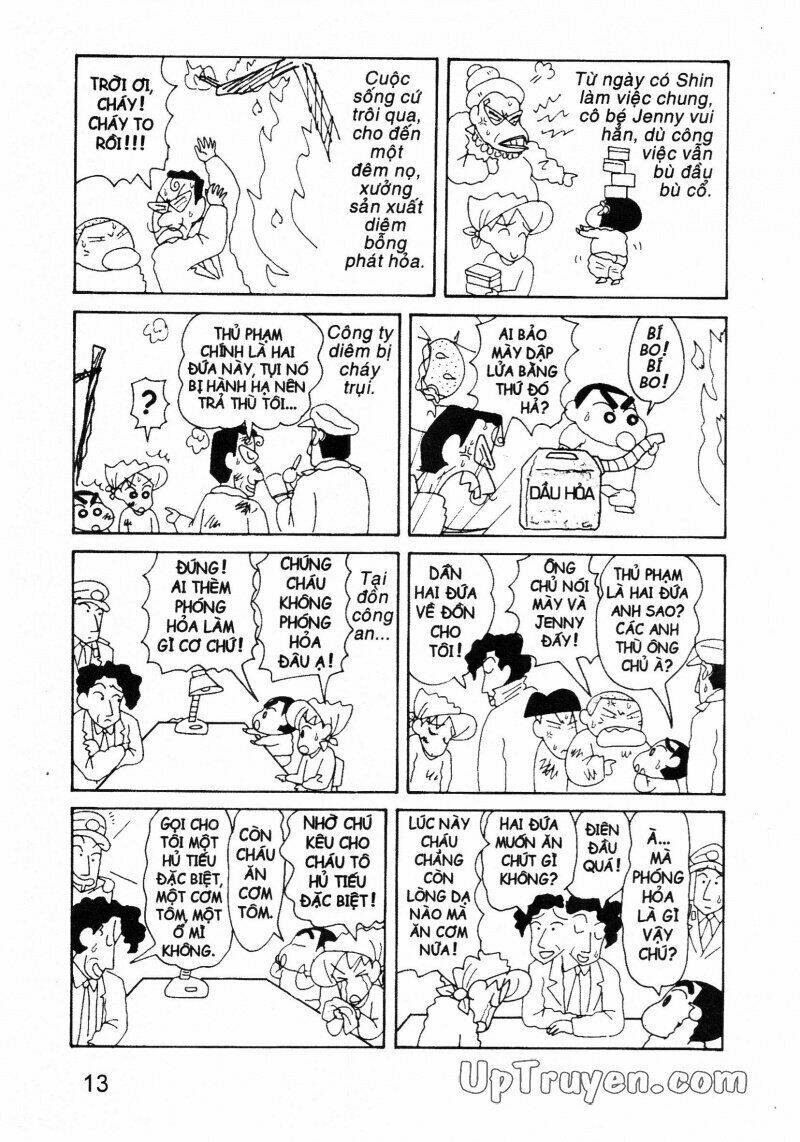 Từ ngày có Shin
làm việc chung,
cô bé Jenny vui
hẳn, dù công
việc vẫn
bù đầu
bù cổ.
Cuộc
sống cứ
trôi qua,
cho đến
một
đêm nọ,
xưởng
sản xuất
diêm
bỗng
phát hỏa.
TRỜI ƠI,
CHÁY!
CHÁY TO
RỒI!!!
BÍ
BO!
BÍ
BO!
AI BẢO
MÀY DẬP
LỬA BẰNG
THỨ ĐÓ
HẢ?
DẦU HỎA
Công ty
diêm bị
cháy
trụi.
THỦ PHẠM
CHÍNH LÀ HAI
ĐỨA NÀY, TỤI NÓ
BỊ HÀNH HẠ NÊN
TRẢ THÙ TÔI...
?
THỦ PHẠM
LÀ HAI ĐỨA
ANH SAO?
CÁC ANH
THÙ ÔNG
CHỦ À?
ÔNG
CHỦ NÓI
MÀY VÀ
JENNY
ĐẤY!
DẪN
HAI ĐỨA
VỀ ĐỒN
CHO
TÔI!
Tại
đồn
công
an...
CHÚNG
CHÁU
KHÔNG
PHÓNG
HỎA
ĐÂU Ạ!
ĐÚNG!
AI THÈM
PHÓNG
HỎA LÀM
GÌ CƠ CHỨ!
À...
MÀ
PHÓNG
HỎA
LÀ GÌ
VẬY
CHÚ?
ĐIÊN
ĐẦU
QUÁ!
HAI ĐỨA
MUỐN ĂN
CHÚT GÌ
KHÔNG?
LÚC NÀY
CHÁU
CHẲNG
CÒN
LÒNG DẠ
NÀO MÀ
ĂN CƠM
NỮA!
NHỜ CHÚ
KÊU CHO
CHÁU TÔ
HỦ TIẾU
ĐẶC BIỆT!
CÒN
CHÁU
ĂN
CƠM
TÔM.
GỌI CHO
TÔI MỘT
HỦ TIẾU
ĐẶC BIỆT,
MỘT CƠM
TÔM, MỘT
Ổ MÌ
KHÔNG.
13
UpTruyen.com